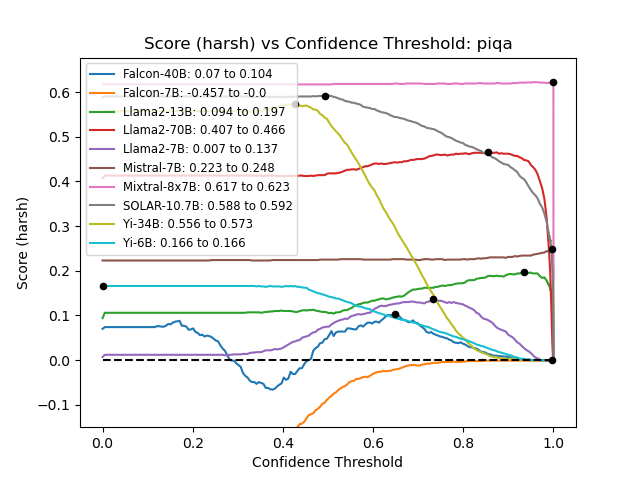 Score (harsh) vs Confidence Threshold: piqa
Falcon-40B: 0.07 to 0.104
Falcon-7B: -0.457 to -0.0
Llama2-13B: 0.094 to 0.197
Llama2-70B: 0.407 to 0.466
Llama2-7B: 0.007 to 0.137
Mistral-7B: 0.223 to 0.248
Mixtral-8x7B: 0.617 to 0.623
SOLAR-10.7B: 0.588 to 0.592
Yi-34B: 0.556 to 0.573
Yi-6B: 0.166 to 0.166
Score (harsh)
0.6
0.5
0.4
0.3
0.2
0.1
0.0
−0.1
0.0 0.2 0.4 0.6 0.8 1.0
Confidence Threshold